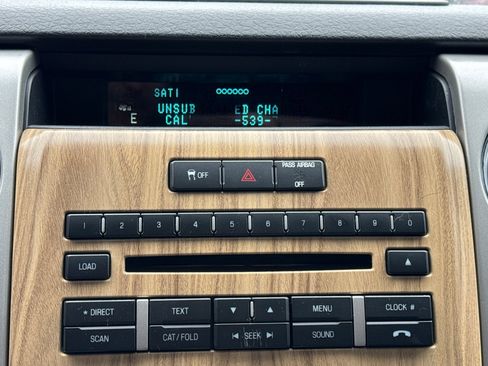 SAT1 oooooo
UNSUB ED CHA
E CAL -539-
OFF PASS AIRBAG OFF
1 2 3 4 5 6 7 8 9 0
LOAD
* DIRECT TEXT MENU CLOCK #
SCAN CAT/FOLD SEEK SOUND